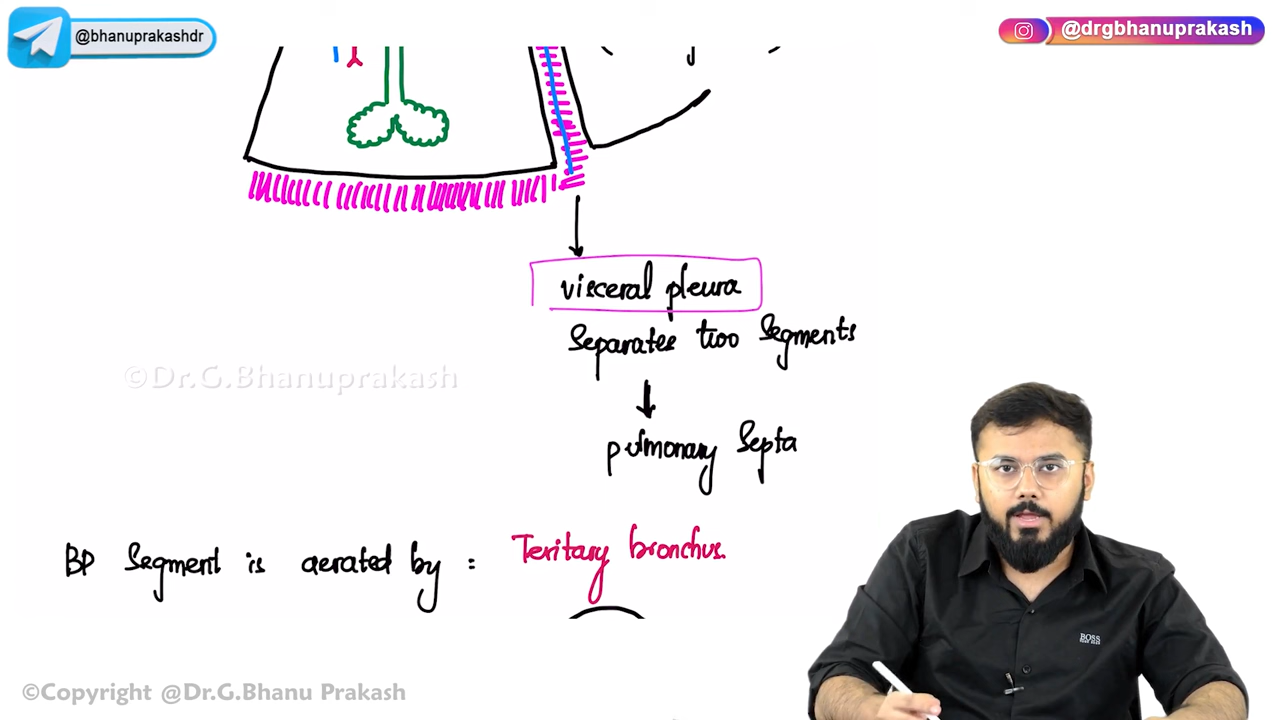 @bhanuprakashdr
@drgbhanuprakash
visceral pleura
Separates two Segments
pulmonary Septa
©Dr.G.Bhanuprakash
BP Segment is aerated by : Teritary bronchus.
BOSS
©Copyright @Dr.G.Bhanu Prakash